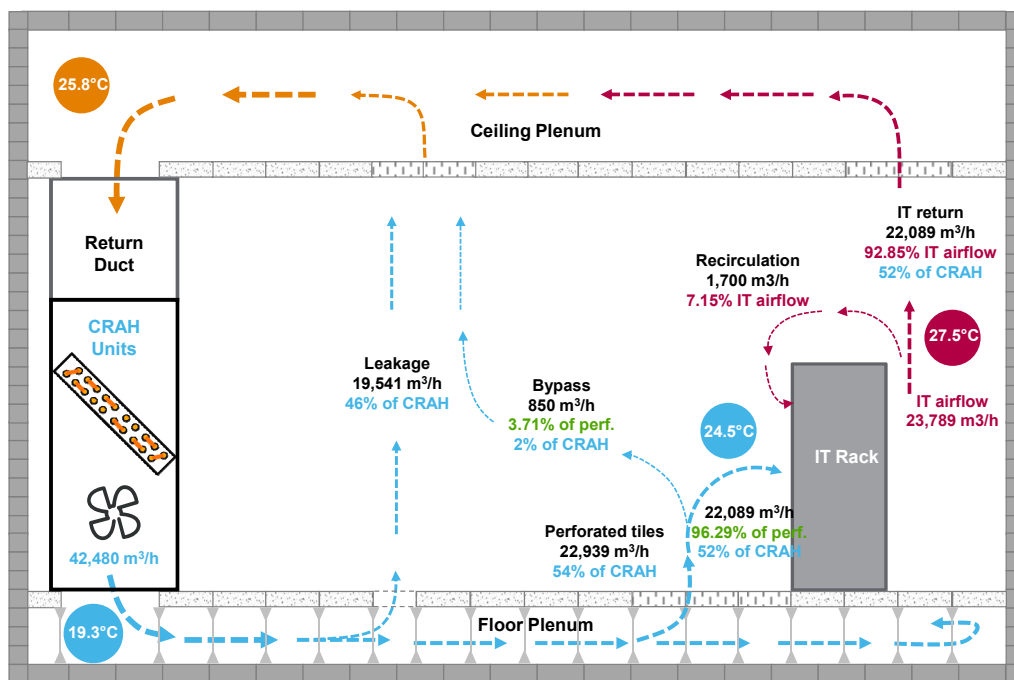 25.8°C
Ceiling Plenum
Return
Duct
IT return
22,089 m³/h
92.85% IT airflow
52% of CRAH
Recirculation
1,700 m3/h
7.15% IT airflow
CRAH
Units
27.5°C
Leakage
19,541 m³/h
46% of CRAH
Bypass
850 m³/h
3.71% of perf.
2% of CRAH
IT airflow
23,789 m3/h
24.5°C
IT Rack
22,089 m³/h
96.29% of perf.
52% of CRAH
Perforated tiles
22,939 m³/h
54% of CRAH
42,480 m³/h
19.3°C
Floor Plenum